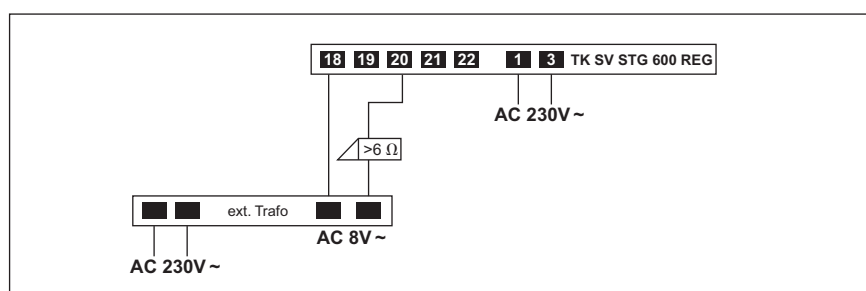 18 19 20 21 22 1 3 TK SV STG 600 REG
AC 230V ~
>6 Ω
ext. Trafo
AC 8V ~
AC 230V ~